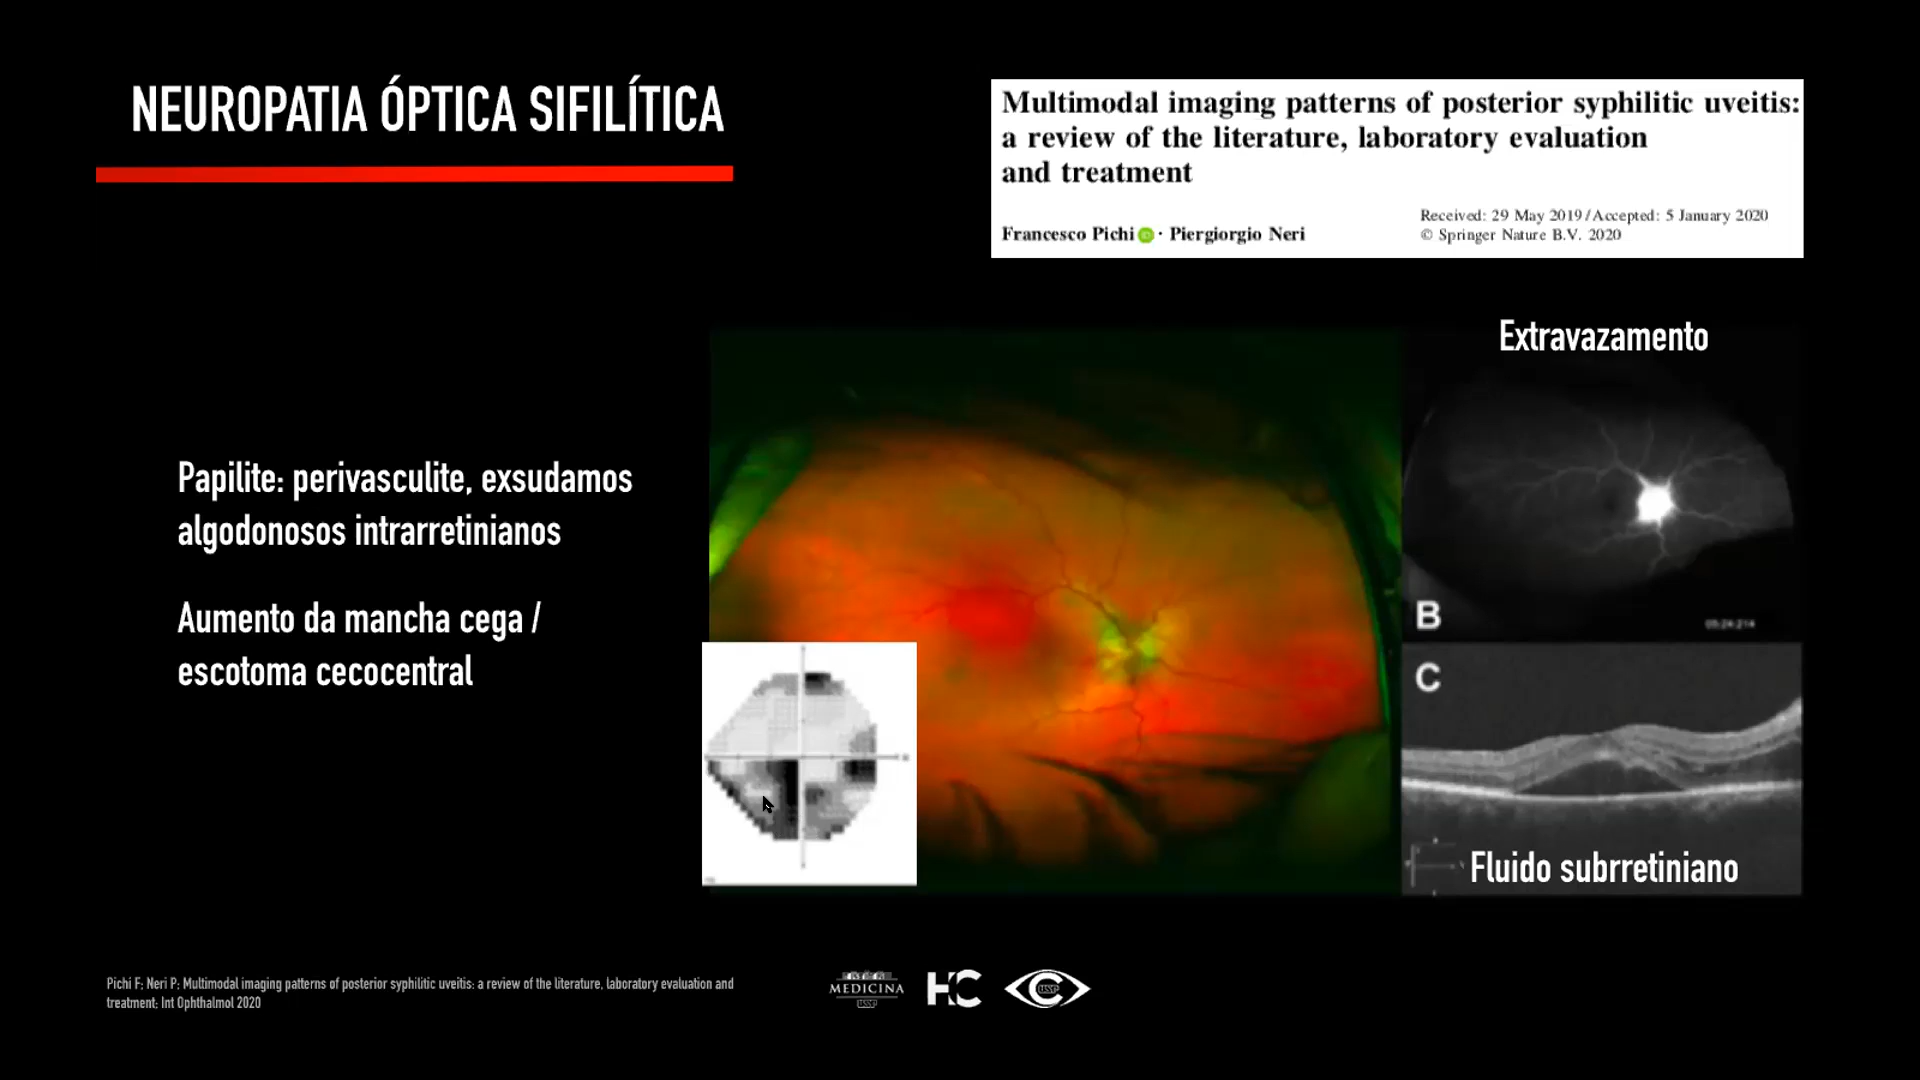 NEUROPATIA ÓPTICA SIFILÍTICA
Multimodal imaging patterns of posterior syphilitic uveitis:
a review of the literature, laboratory evaluation
and treatment
Received: 29 May 2019 / Accepted: 5 January 2020
© Springer Nature B.V. 2020
Francesco Pichi · Piergiorgio Neri
Extravazamento
Papilite: perivasculite, exsudamos
algodonosos intrarretinianos
Aumento da mancha cega /
escotoma cecocentral
B
C
Fluido subrretiniano
Pichi F; Neri P; Multimodal imaging patterns of posterior syphilitic uveitis: a review of the literature, laboratory evaluation and
treatment; Int Ophthalmol 2020
MEDICINA
USP
HC
C
USP